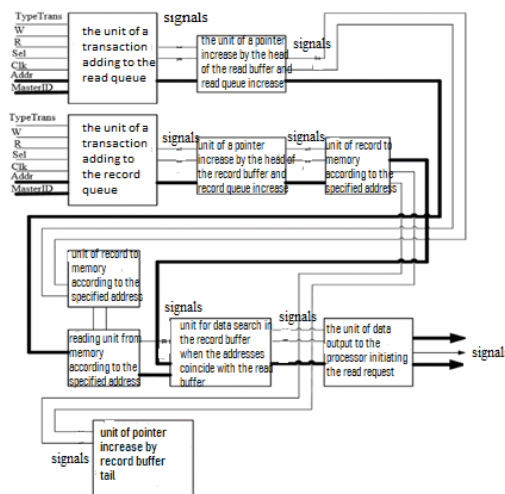 signals
TypeTrans
W
R
Sel
Clk
Addr
MasterID
the unit of a
transaction
adding to the
read queue
the unit of a pointer
increase by the head
of the read buffer and
read queue increase
signals
TypeTrans
W
R
Sel
Clk
Addr
MasterID
the unit of a
transaction
adding to
the record
queue
signals
unit of a pointer
increase by the head of
the record buffer and
record queue increase
signals
unit of record to
memory
according to the
specified address
unit of record to
memory
according to the
specified address
reading unit from
memory
according to the
specified address
signals
unit for data search in
the record buffer
when the addresses
coincide with the read
buffer
signals
the unit of data
output to the
processor initiating
the read request
signals
unit of pointer
increase by
record buffer
tail
signals